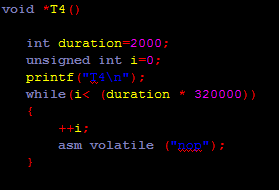 void *T4()
int duration=2000;
unsigned int i=0;
printf("T4\n");
while(i< (duration * 320000))
{
++i;
asm volatile ("nop");
}